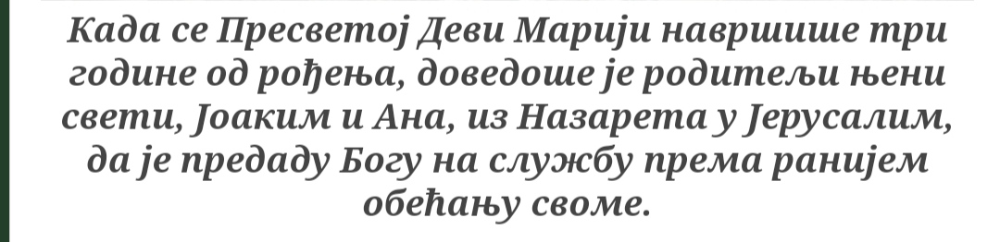 Када се Пресветој Деви Марији навршише три
године од рођења, доведоше је родитељи њени
свети, Јоаким и Ана, из Назарета у Јерусалим,
да је предаду Богу на службу према ранијем
обећању своме.